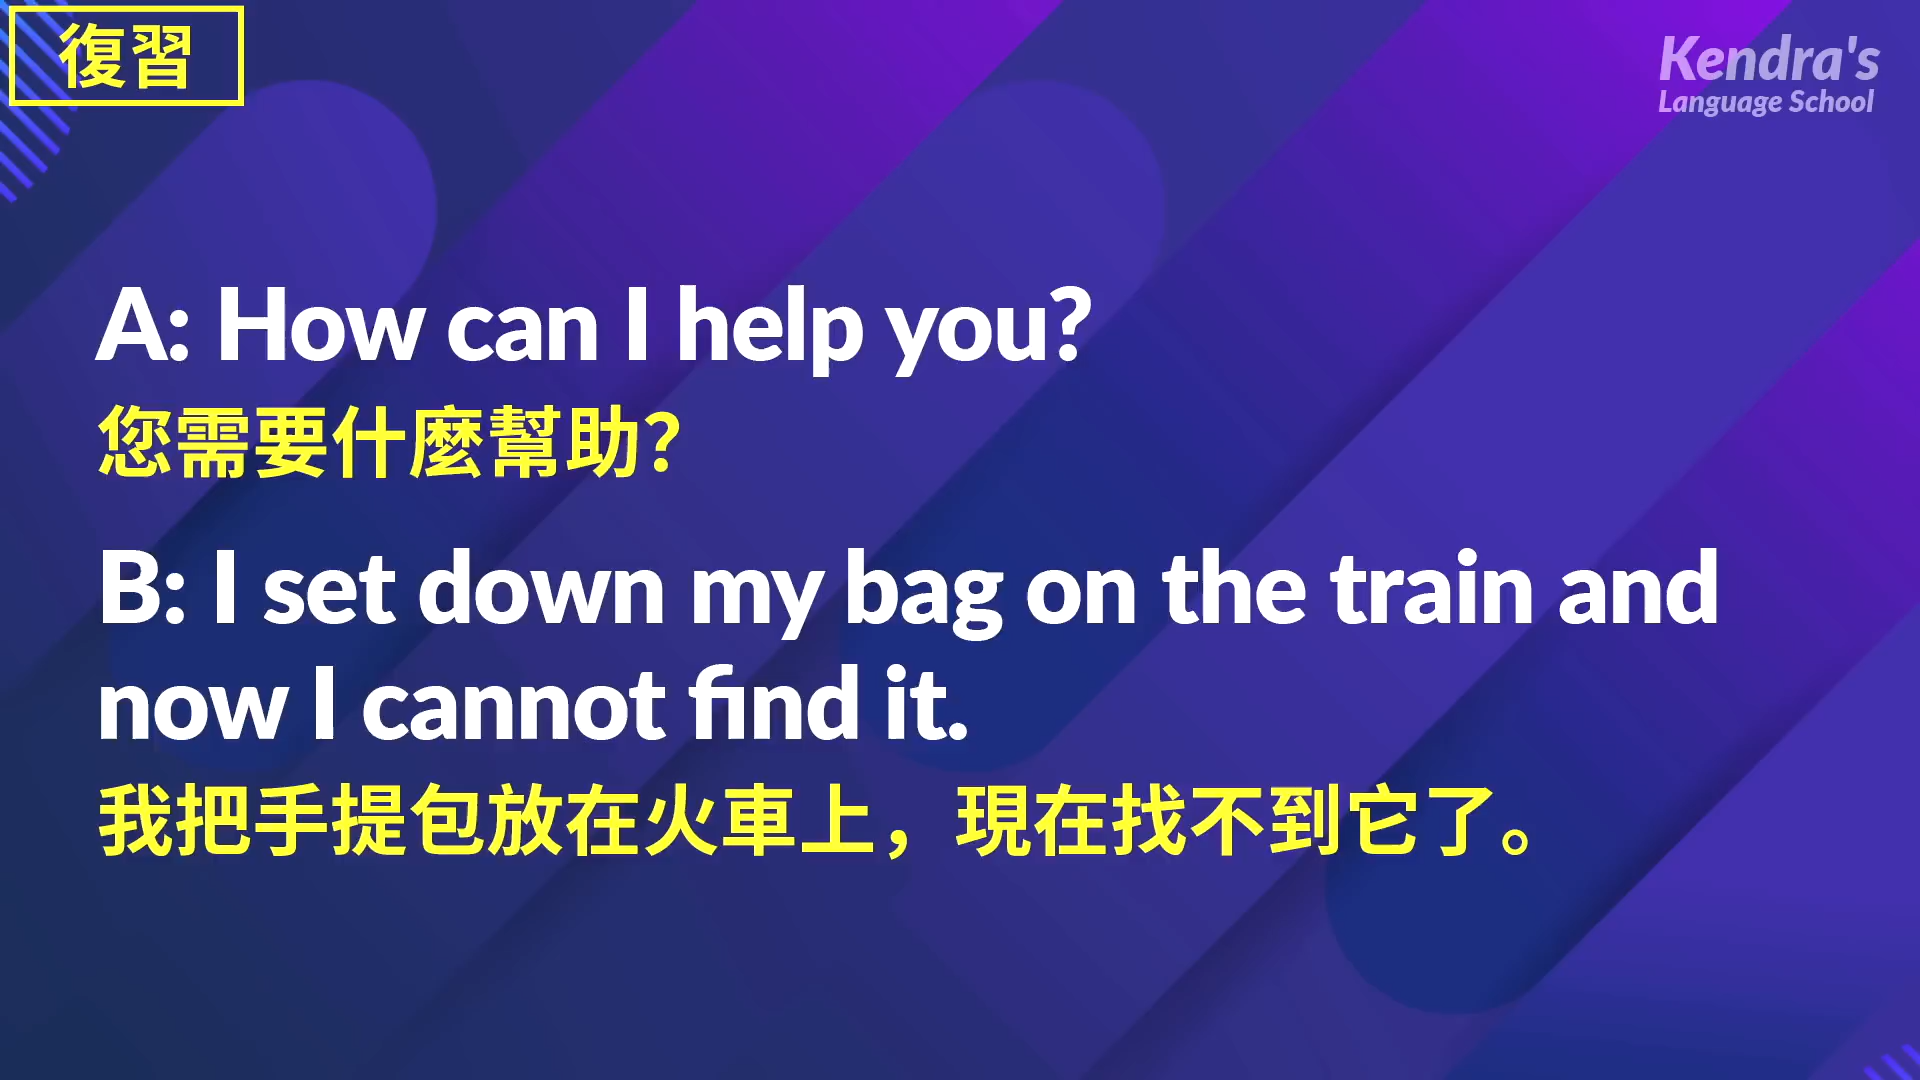 復習
Kendra's
Language School
A: How can I help you?
您需要什麼幫助？
B: I set down my bag on the train and
now I cannot find it.
我把手提包放在火車上，現在找不到它了。